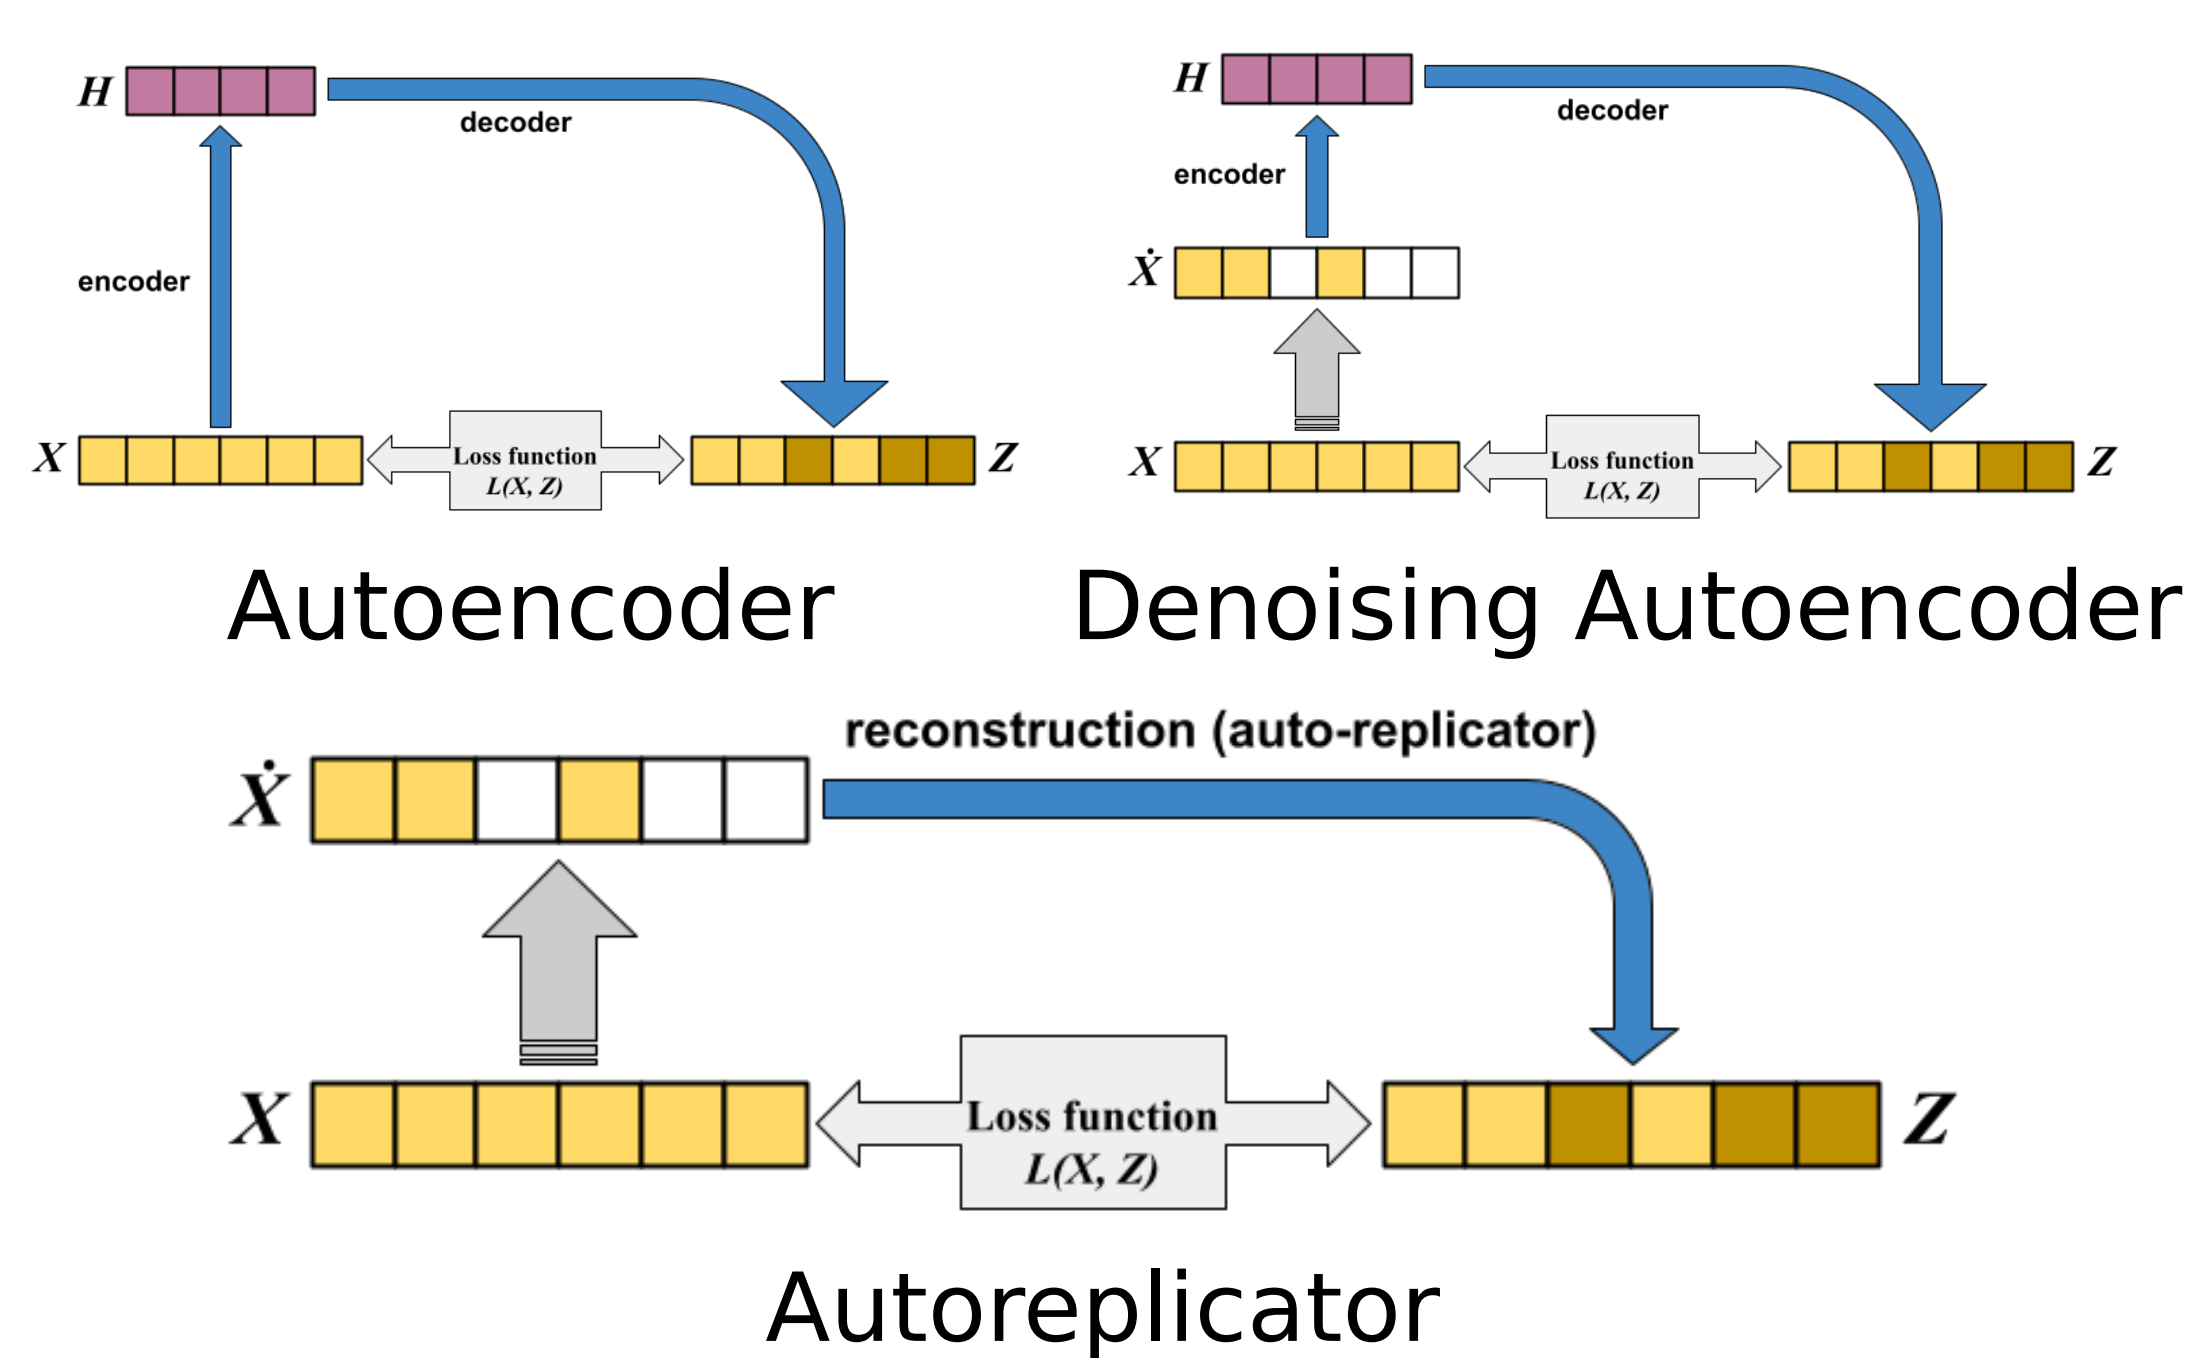 H
decoder
encoder
X
Loss function
L(X, Z)
Z
Autoencoder
H
decoder
encoder
Ẋ
X
Loss function
L(X, Z)
Z
Denoising Autoencoder
reconstruction (auto-replicator)
Ẋ
X
Loss function
L(X, Z)
Z
Autoreplicator